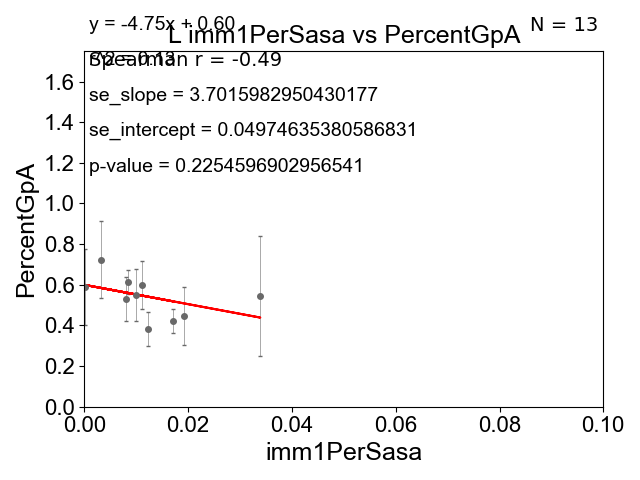 y = -4.75x + 0.60
N = 13
L imm1PerSasa vs PercentGpA
Spearman r = -0.49
se_slope = 3.7015982950430177
se_intercept = 0.04974635380586831
p-value = 0.2254596902956541
PercentGpA
1.6
1.4
1.2
1.0
0.8
0.6
0.4
0.2
0.0
0.00 0.02 0.04 0.06 0.08 0.10
imm1PerSasa